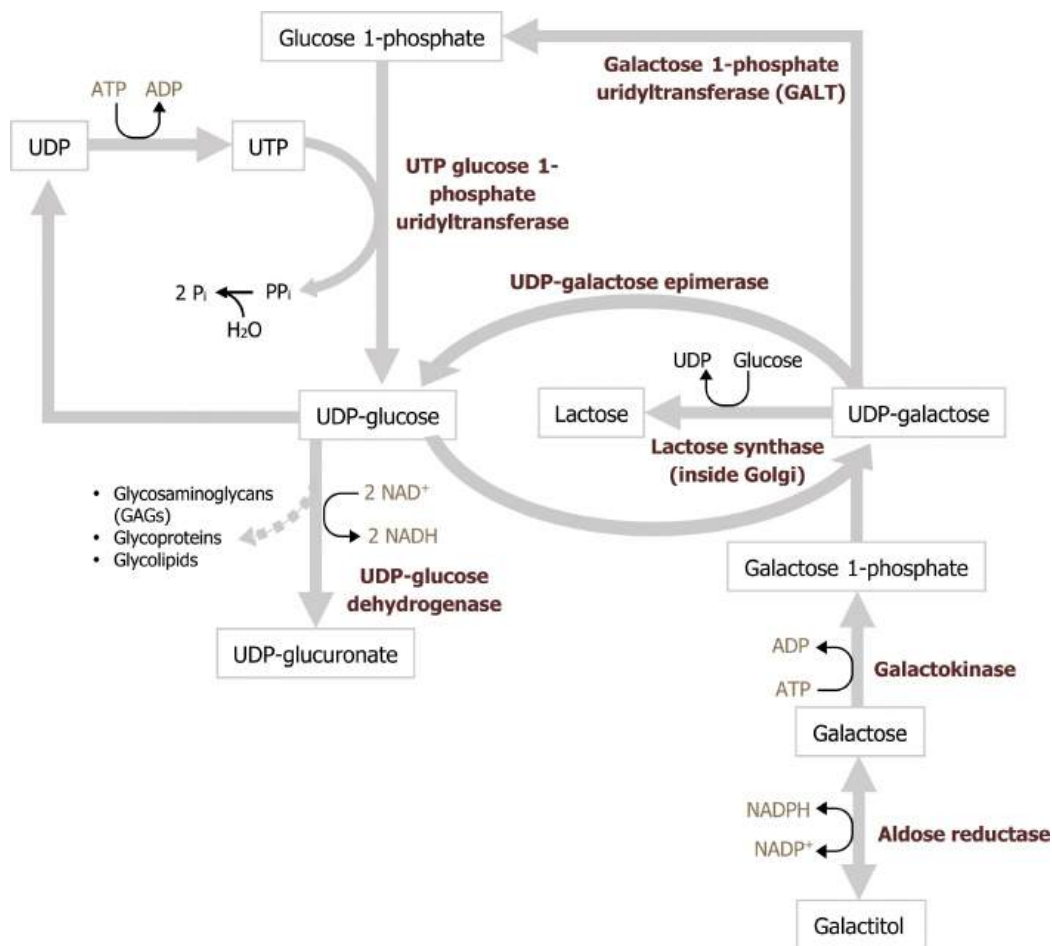 Glucose 1-phosphate
Galactose 1-phosphate
uridyltransferase (GALT)
ATP ADP
UDP
UTP
UTP glucose 1-
phosphate
uridyltransferase
2 Pᵢ PPᵢ
H₂O
UDP-galactose epimerase
UDP Glucose
UDP-glucose
Lactose
UDP-galactose
Lactose synthase
(inside Golgi)
• Glycosaminoglycans
(GAGs)
• Glycoproteins
• Glycolipids
2 NAD⁺
2 NADH
UDP-glucose
dehydrogenase
UDP-glucuronate
Galactose 1-phosphate
ADP
ATP
Galactokinase
Galactose
NADPH
NADP⁺
Aldose reductase
Galactitol